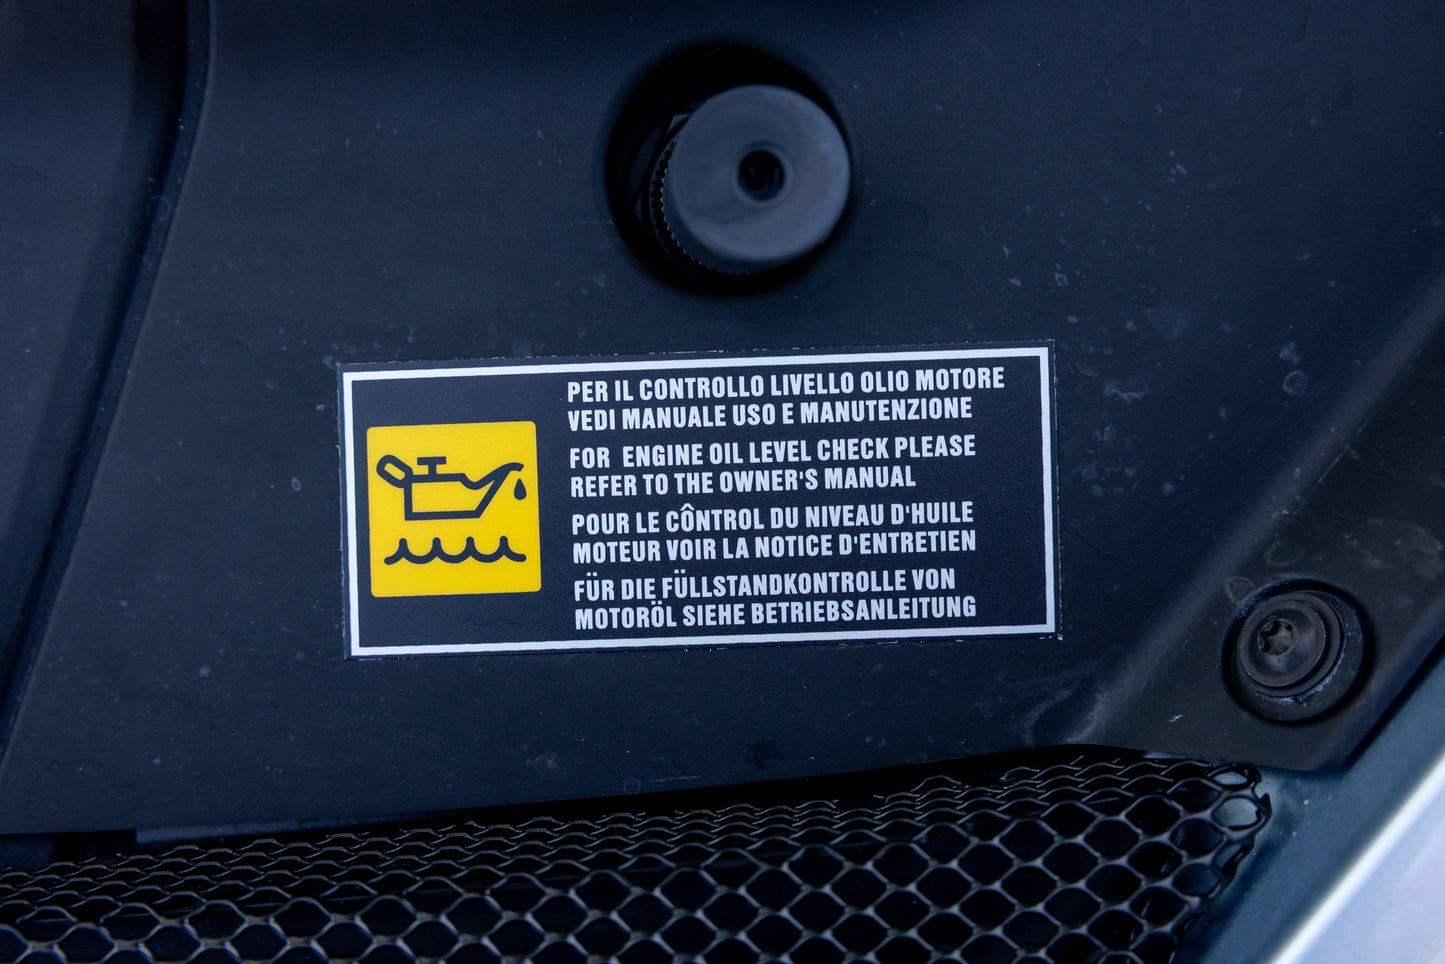 PER IL CONTROLLO LIVELLO OLIO MOTORE
VEDI MANUALE USO E MANUTENZIONE
FOR ENGINE OIL LEVEL CHECK PLEASE
REFER TO THE OWNER'S MANUAL
POUR LE CÔNTROL DU NIVEAU D'HUILE
MOTEUR VOIR LA NOTICE D'ENTRETIEN
FÜR DIE FÜLLSTANDKONTROLLE VON
MOTORÖL SIEHE BETRIEBSANLEITUNG